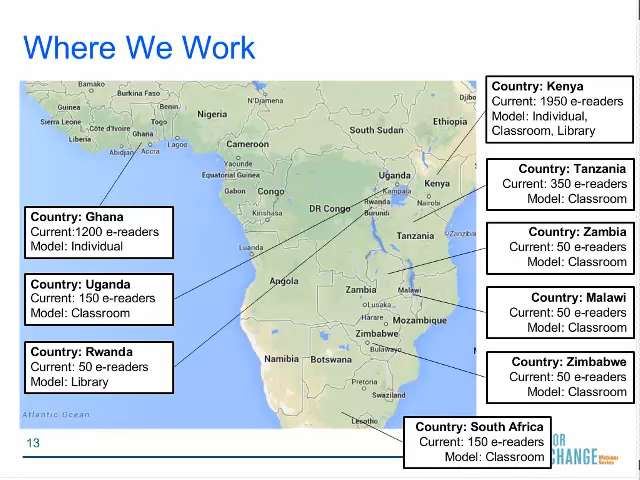 Where We Work
Bamako
Burkina Faso
N'Djamena
Djibo
Guinea
Benin
Nigeria
Sierra Leone
Togo
Côte d'Ivoire
Ghana
South Sudan
Ethiopia
Liberia
Abidjan
Accra
Lagos
Cameroon
Yaounde
Equatorial Guinea
Gabon
Congo
Uganda
Kampala
Kenya
Rwanda
Nairobi
Burundi
DR Congo
Kinshasa
Tanzania
Zanzibar
Luanda
Angola
Zambia
Malawi
Lusaka
Harare
Mozambique
Zimbabwe
Bulawayo
Namibia
Botswana
Pretoria
Swaziland
Lesotho
Atlantic Ocean
Country: Ghana
Current:1200 e-readers
Model: Individual
Country: Uganda
Current: 150 e-readers
Model: Classroom
Country: Rwanda
Current: 50 e-readers
Model: Library
Country: Kenya
Current: 1950 e-readers
Model: Individual,
Classroom, Library
Country: Tanzania
Current: 350 e-readers
Model: Classroom
Country: Zambia
Current: 50 e-readers
Model: Classroom
Country: Malawi
Current: 50 e-readers
Model: Classroom
Country: Zimbabwe
Current: 50 e-readers
Model: Classroom
Country: South Africa
Current: 150 e-readers
Model: Classroom
13
OR
CHANGE Webinar
Series